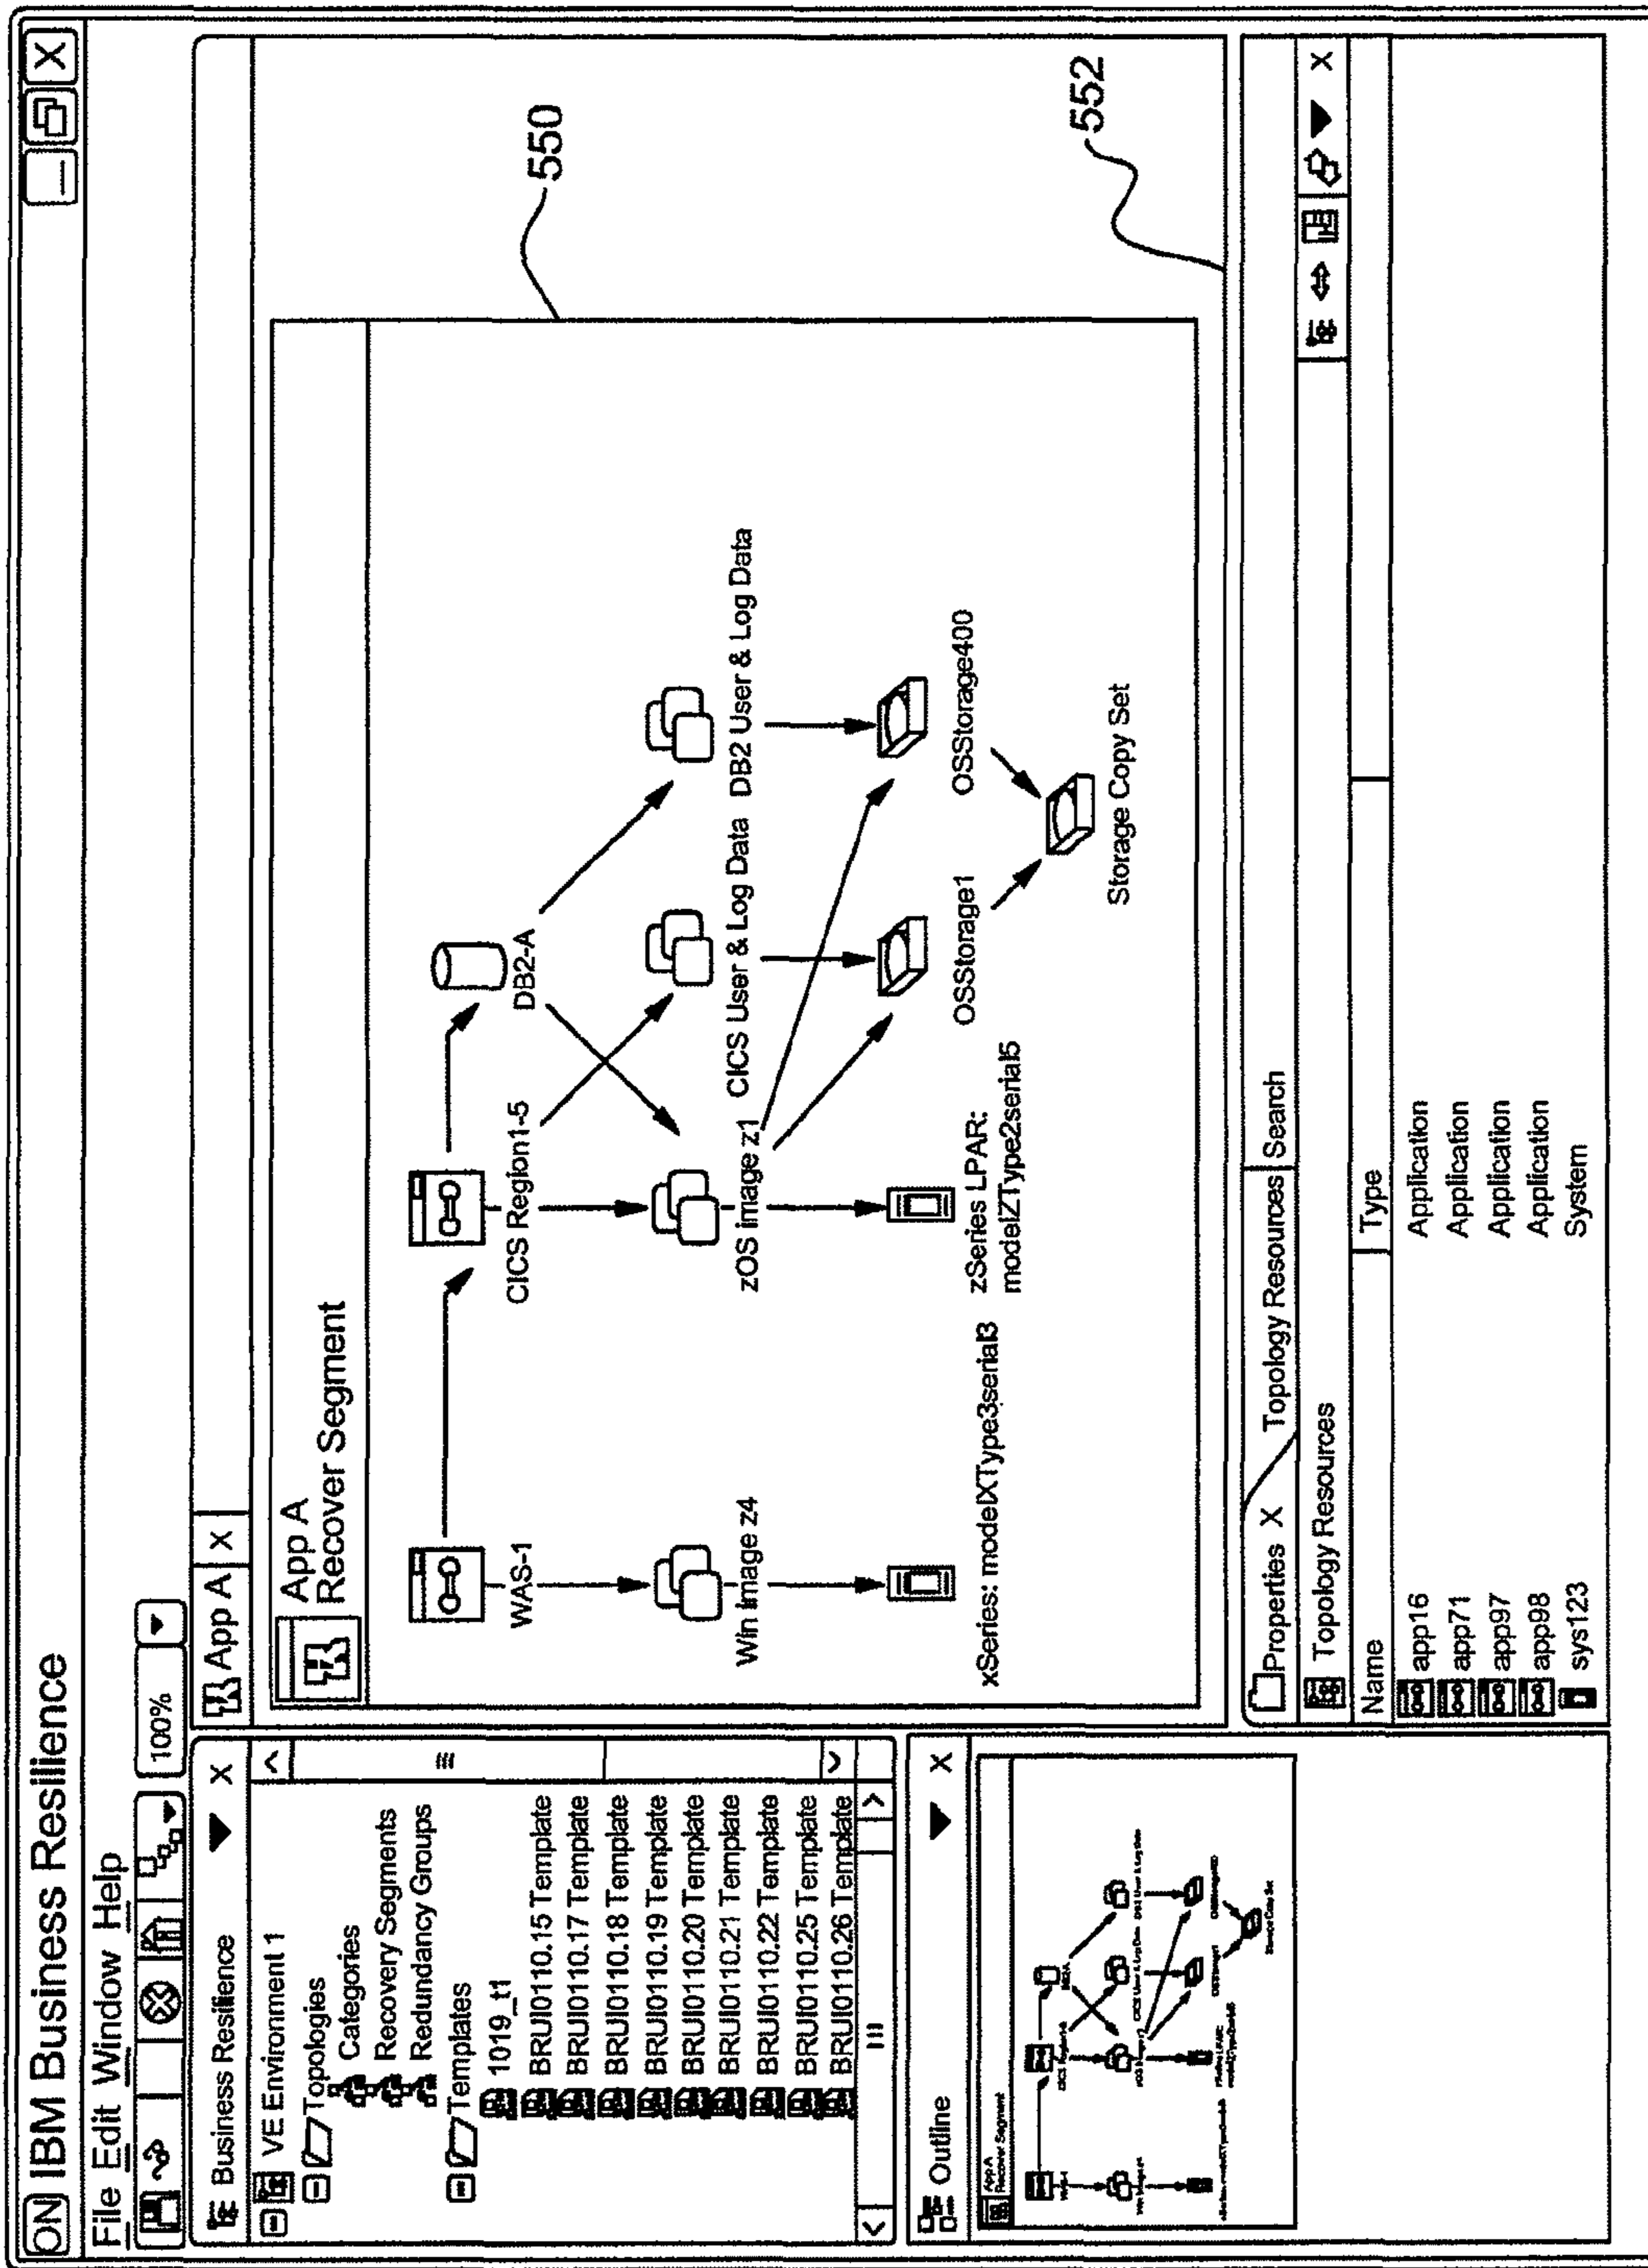 ON IBM Business Resilience
File Edit Window Help
100%
Business Resilience X
VE Environment 1
Topologies
Categories
Recovery Segments
Redundancy Groups
Templates
1019_t1
BRUI0110.15 Template
BRUI0110.17 Template
BRUI0110.18 Template
BRUI0110.19 Template
BRUI0110.20 Template
BRUI0110.21 Template
BRUI0110.22 Template
BRUI0110.25 Template
BRUI0110.26 Template
Outline X
App A
Recover Segment
App A X
App A
Recover Segment
WAS-1
CICS Region1-5
DB2-A
Win Image z4
zOS image z1
CICS User & Log Data
DB2 User & Log Data
xSeries: modelXType3serial3
zSeries LPAR:
modelZType2serial5
OSStorage1
OSStorage400
Storage Copy Set
550
552
Properties X Topology Resources Search
Topology Resources X
Name Type
app16 Application
app71 Application
app97 Application
app98 Application
sys123 System